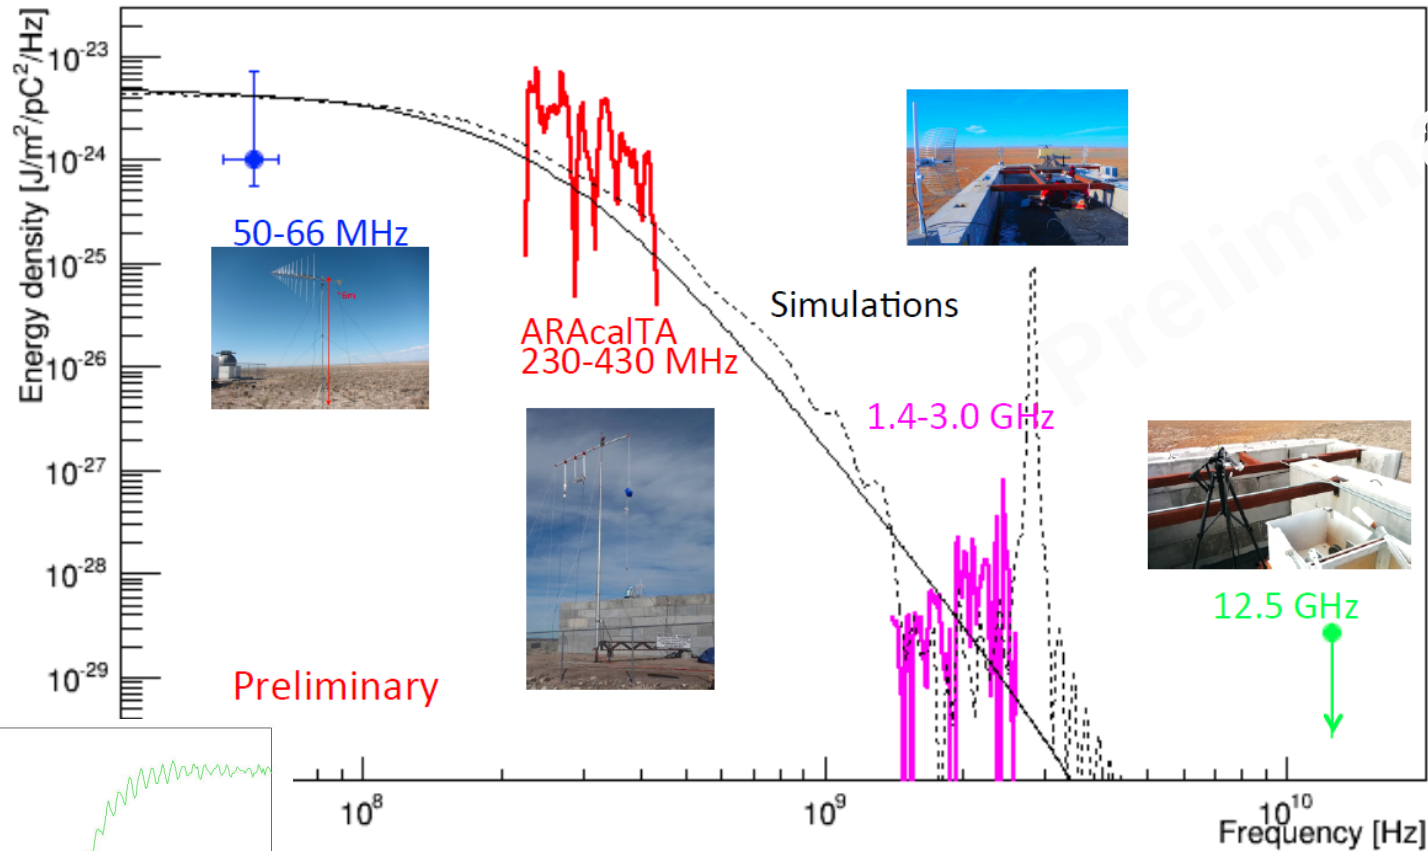 Energy density [J/m²/pC²/Hz]
10⁻²³
10⁻²⁴
10⁻²⁵
10⁻²⁶
10⁻²⁷
10⁻²⁸
10⁻²⁹
50-66 MHz
~6m
ARAcalTA
230-430 MHz
Simulations
1.4-3.0 GHz
12.5 GHz
Preliminary
10⁸
10⁹
10¹⁰
Frequency [Hz]